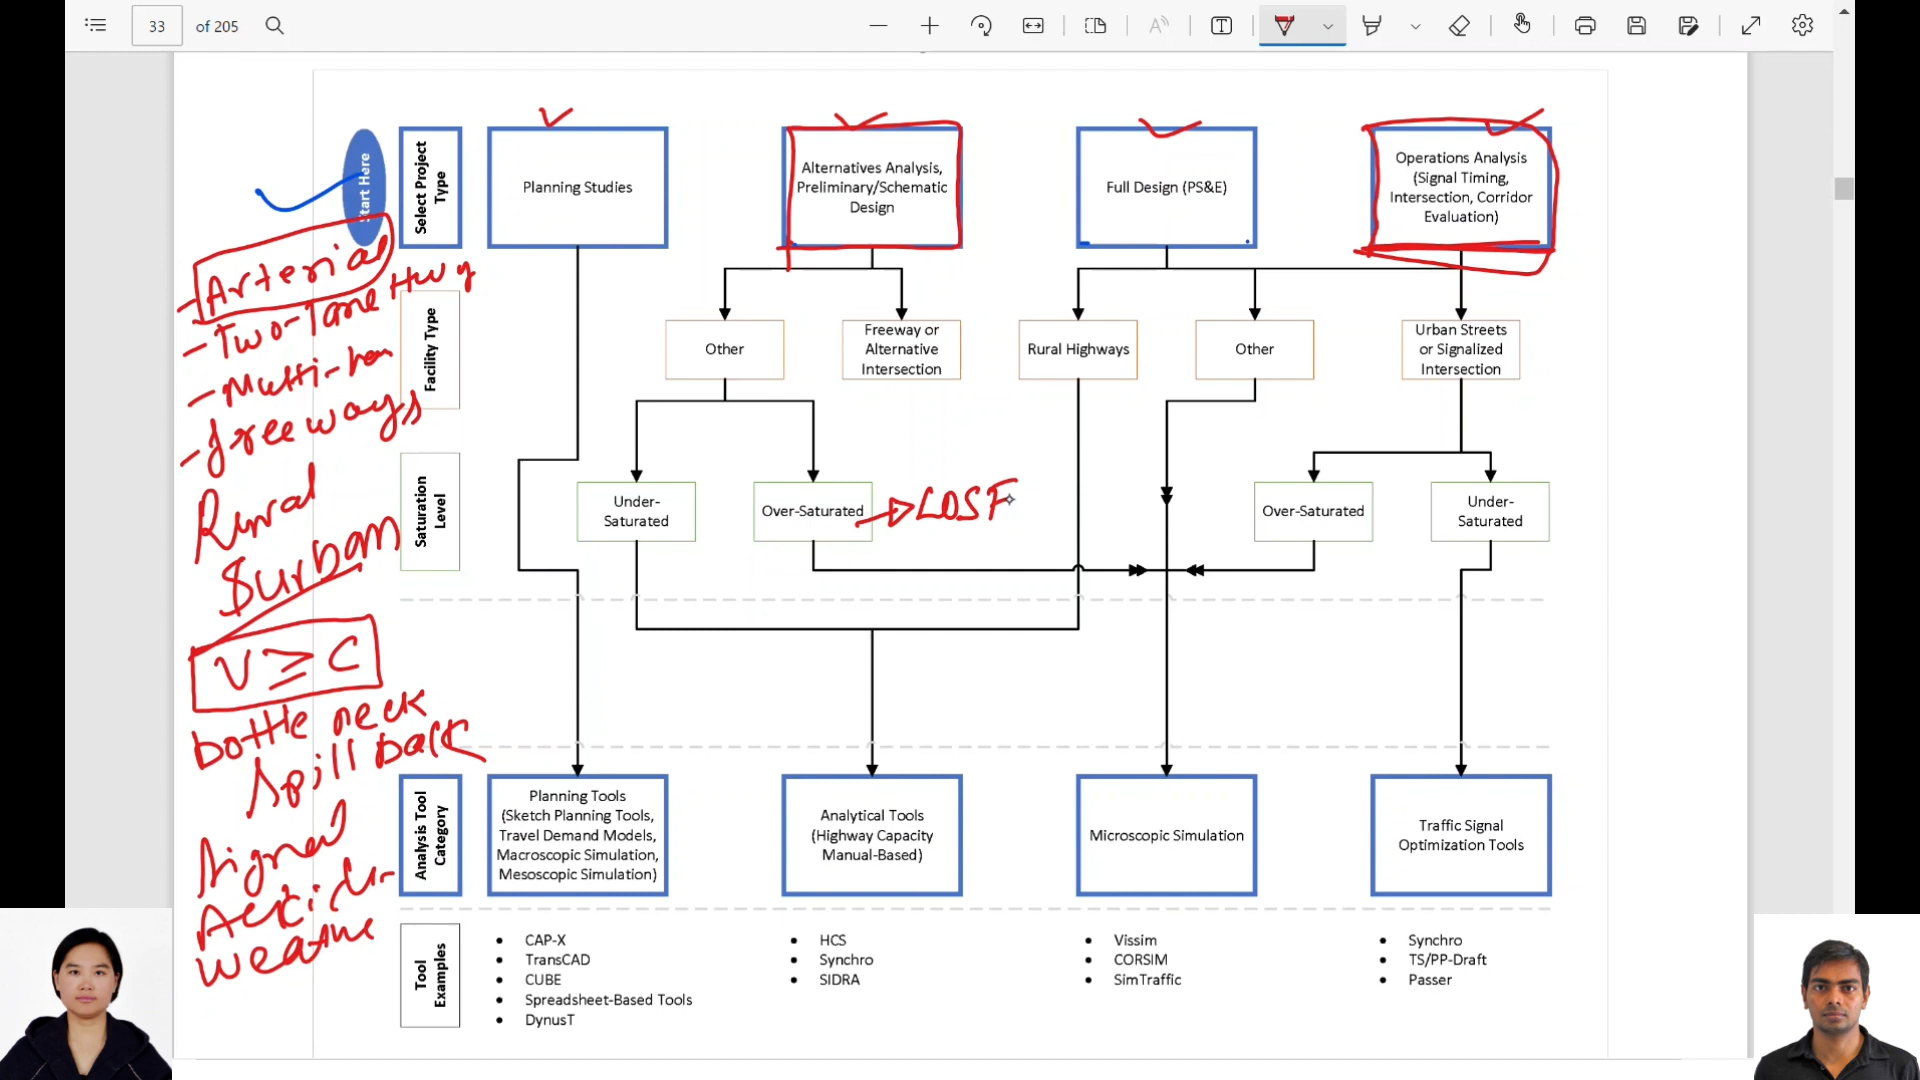 33 of 205
Start Here
Select Project
Type
Planning Studies
Alternatives Analysis,
Preliminary/Schematic
Design
Full Design (PS&E)
Operations Analysis
(Signal Timing,
Intersection, Corridor
Evaluation)
- Arterial
- Two-Lane Hwy
- Multi-
- freeways
Rural
Facility Type
Other
Freeway or
Alternative
Intersection
Rural Highways
Other
Urban Streets
or Signalized
Intersection
Saturation
Level
Under-
Saturated
Over-Saturated
LOSF
Over-Saturated
Under-
Saturated
V ≥ C
bottle neck
spill back
Signal
Analysis Tool
Category
Planning Tools
(Sketch Planning Tools,
Travel Demand Models,
Macroscopic Simulation,
Mesoscopic Simulation)
Analytical Tools
(Highway Capacity
Manual-Based)
Microscopic Simulation
Traffic Signal
Optimization Tools
Tool
Examples
• CAP-X
• TransCAD
• CUBE
• Spreadsheet-Based Tools
• DynusT
• HCS
• Synchro
• SIDRA
• Vissim
• CORSIM
• SimTraffic
• Synchro
• TS/PP-Draft
• Passer